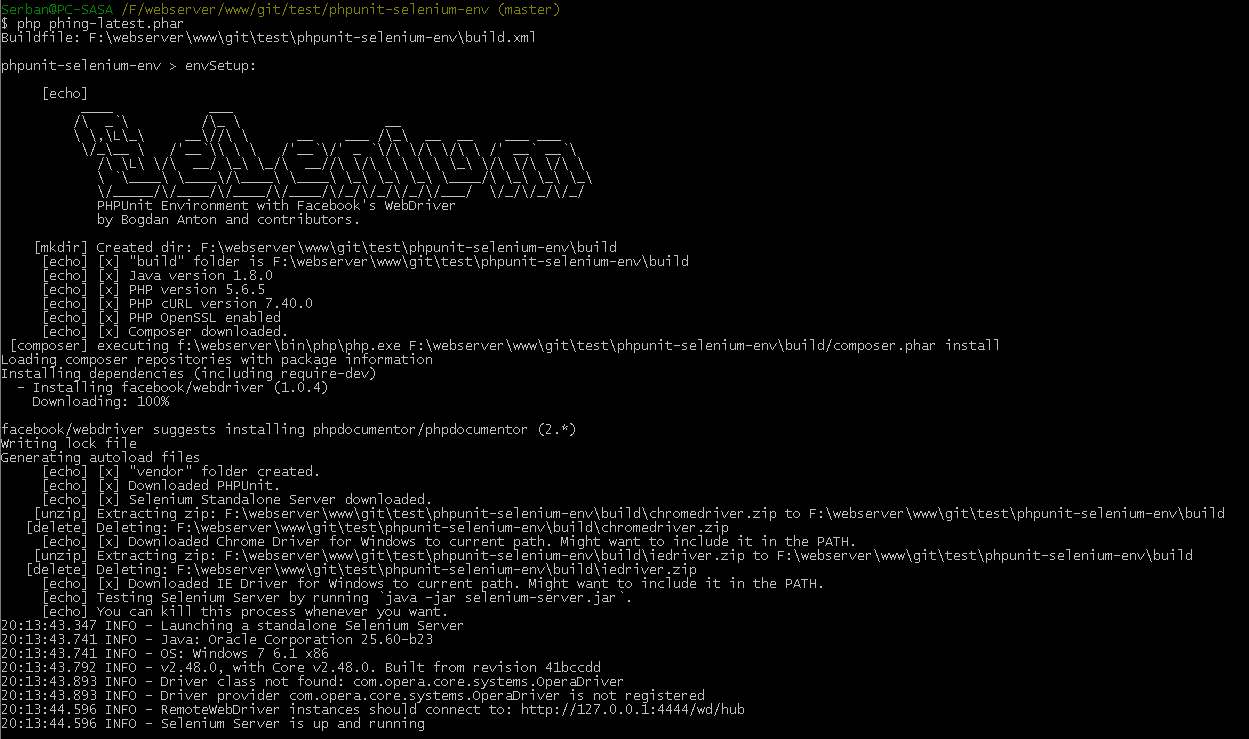 Serban@PC-SASA /F/webserver/www/git/test/phpunit-selenium-env (master)
$ php phing-latest.phar
Buildfile: F:\webserver\www\git\test\phpunit-selenium-env\build.xml
phpunit-selenium-env > envSetup:
[echo]
Selenium
PHPUnit Environment with Facebook's WebDriver
by Bogdan Anton and contributors.
[mkdir] Created dir: F:\webserver\www\git\test\phpunit-selenium-env\build
[echo] [x] "build" folder is F:\webserver\www\git\test\phpunit-selenium-env\build
[echo] [x] Java version 1.8.0
[echo] [x] PHP version 5.6.5
[echo] [x] PHP cURL version 7.40.0
[echo] [x] PHP OpenSSL enabled
[echo] [x] Composer downloaded.
[composer] executing f:\webserver\bin\php\php.exe F:\webserver\www\git\test\phpunit-selenium-env\build/composer.phar install
Loading composer repositories with package information
Installing dependencies (including require-dev)
- Installing facebook/webdriver (1.0.4)
Downloading: 100%
facebook/webdriver suggests installing phpdocumentor/phpdocumentor (2.*)
Writing lock file
Generating autoload files
[echo] [x] "vendor" folder created.
[echo] [x] Downloaded PHPUnit.
[echo] [x] Selenium Standalone Server downloaded.
[unzip] Extracting zip: F:\webserver\www\git\test\phpunit-selenium-env\build\chromedriver.zip to F:\webserver\www\git\test\phpunit-selenium-env\build
[delete] Deleting: F:\webserver\www\git\test\phpunit-selenium-env\build\chromedriver.zip
[echo] [x] Downloaded Chrome Driver for Windows to current path. Might want to include it in the PATH.
[unzip] Extracting zip: F:\webserver\www\git\test\phpunit-selenium-env\build\iedriver.zip to F:\webserver\www\git\test\phpunit-selenium-env\build
[delete] Deleting: F:\webserver\www\git\test\phpunit-selenium-env\build\iedriver.zip
[echo] [x] Downloaded IE Driver for Windows to current path. Might want to include it in the PATH.
[echo] Testing Selenium Server by running `java -jar selenium-server.jar`.
[echo] You can kill this process whenever you want.
20:13:43.347 INFO - Launching a standalone Selenium Server
20:13:43.741 INFO - Java: Oracle Corporation 25.60-b23
20:13:43.741 INFO - OS: Windows 7 6.1 x86
20:13:43.792 INFO - v2.48.0, with Core v2.48.0. Built from revision 41bccdd
20:13:43.893 INFO - Driver class not found: com.opera.core.systems.OperaDriver
20:13:43.893 INFO - Driver provider com.opera.core.systems.OperaDriver is not registered
20:13:44.596 INFO - RemoteWebDriver instances should connect to: http://127.0.0.1:4444/wd/hub
20:13:44.596 INFO - Selenium Server is up and running